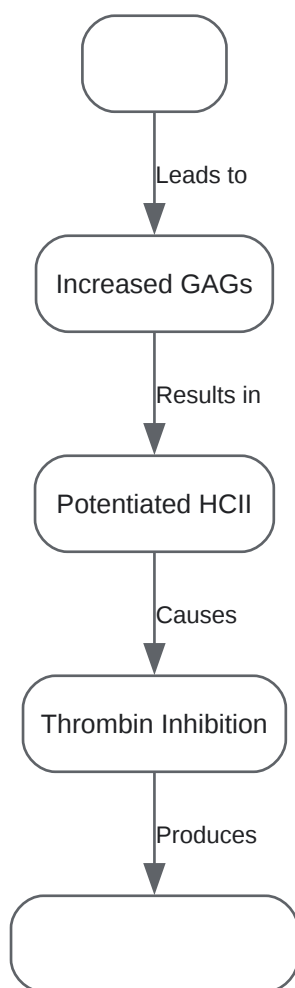 Leads to
Increased GAGs
Results in
Potentiated HCII
Causes
Thrombin Inhibition
Produces